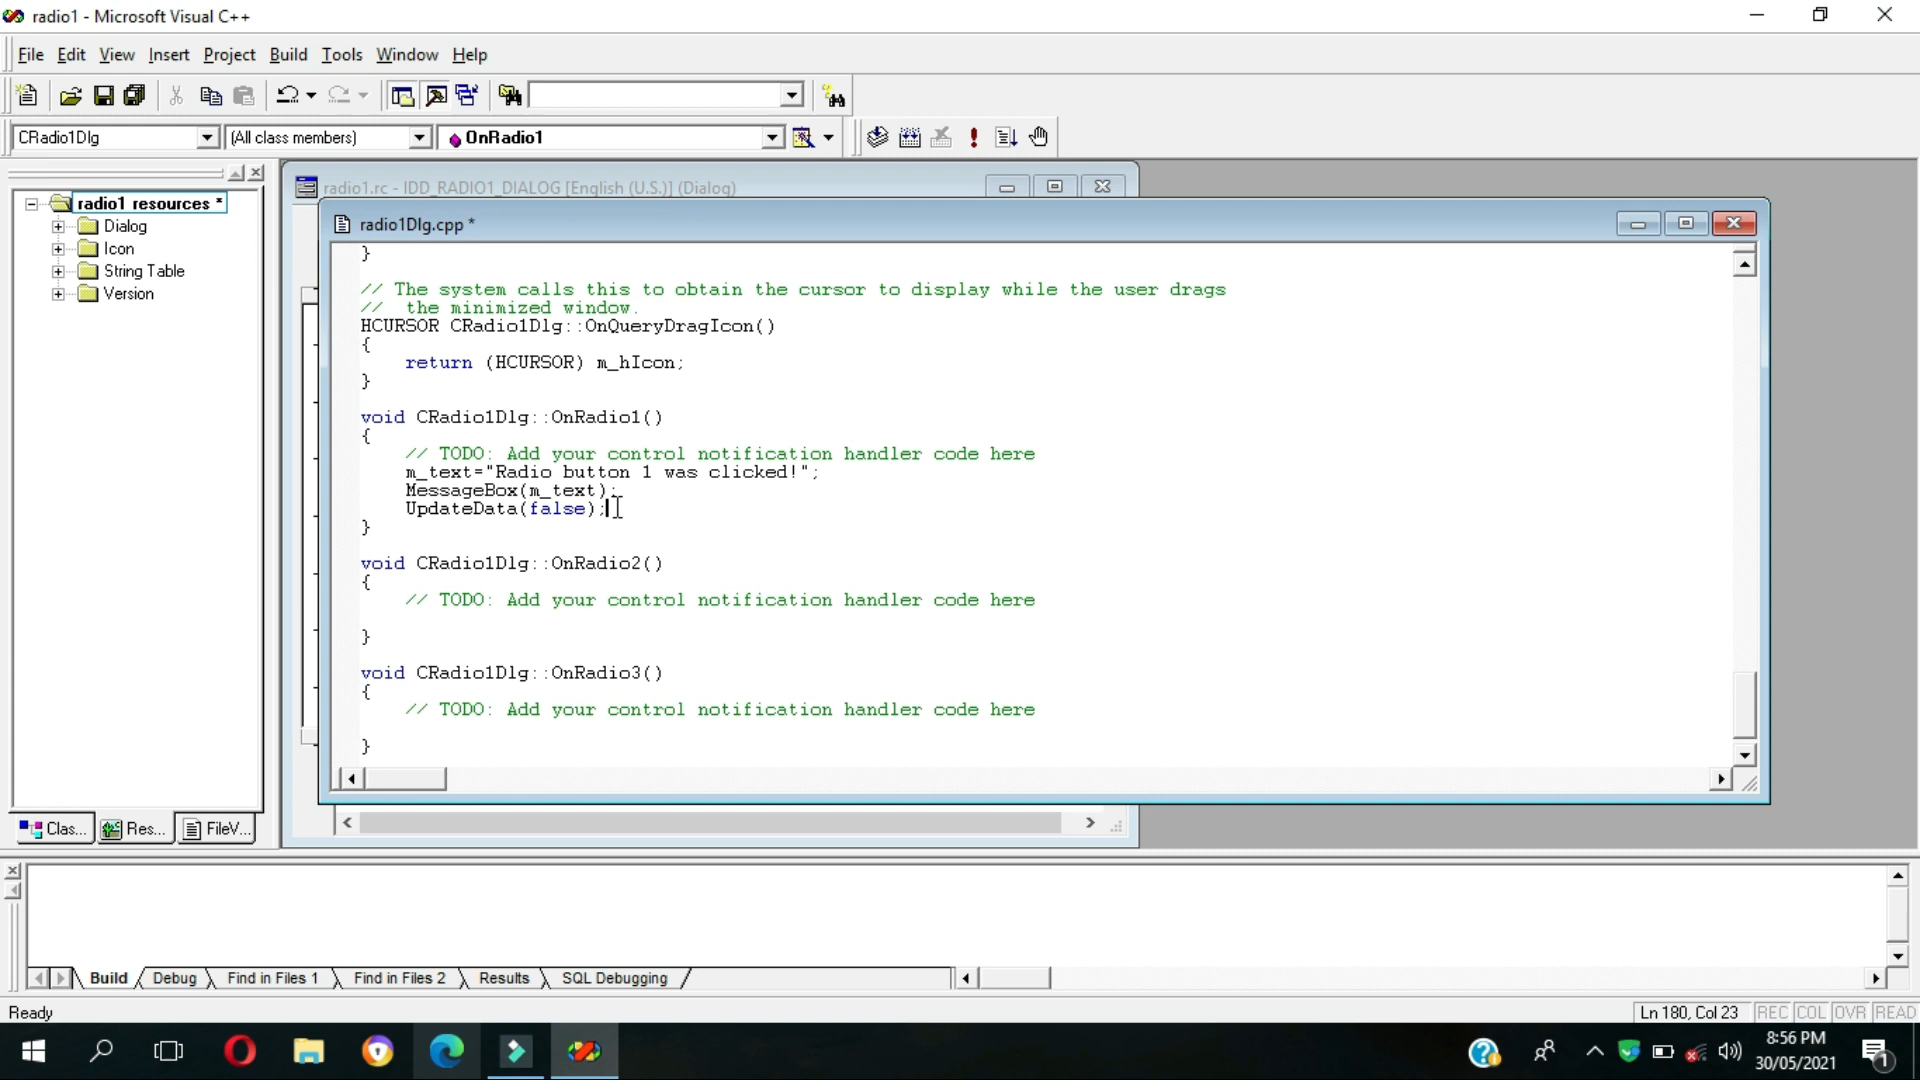 radio1 - Microsoft Visual C++
File Edit View Insert Project Build Tools Window Help
CRadio1Dlg (All class members) OnRadio1
radio1.rc - IDD_RADIO1_DIALOG [English (U.S.)] (Dialog)
radio1 resources *
Dialog
Icon
String Table
Version
radio1Dlg.cpp *
}
// The system calls this to obtain the cursor to display while the user drags
//  the minimized window.
HCURSOR CRadio1Dlg::OnQueryDragIcon()
{
return (HCURSOR) m_hIcon;
}
void CRadio1Dlg::OnRadio1()
{
// TODO: Add your control notification handler code here
m_text="Radio button 1 was clicked!";
MessageBox(m_text);
UpdateData(false);
}
void CRadio1Dlg::OnRadio2()
{
// TODO: Add your control notification handler code here
}
void CRadio1Dlg::OnRadio3()
{
// TODO: Add your control notification handler code here
}
Clas... Res... FileV...
Build Debug Find in Files 1 Find in Files 2 Results SQL Debugging
Ready Ln 180, Col 23 REC COL OVR READ
8:56 PM
30/05/2021
1